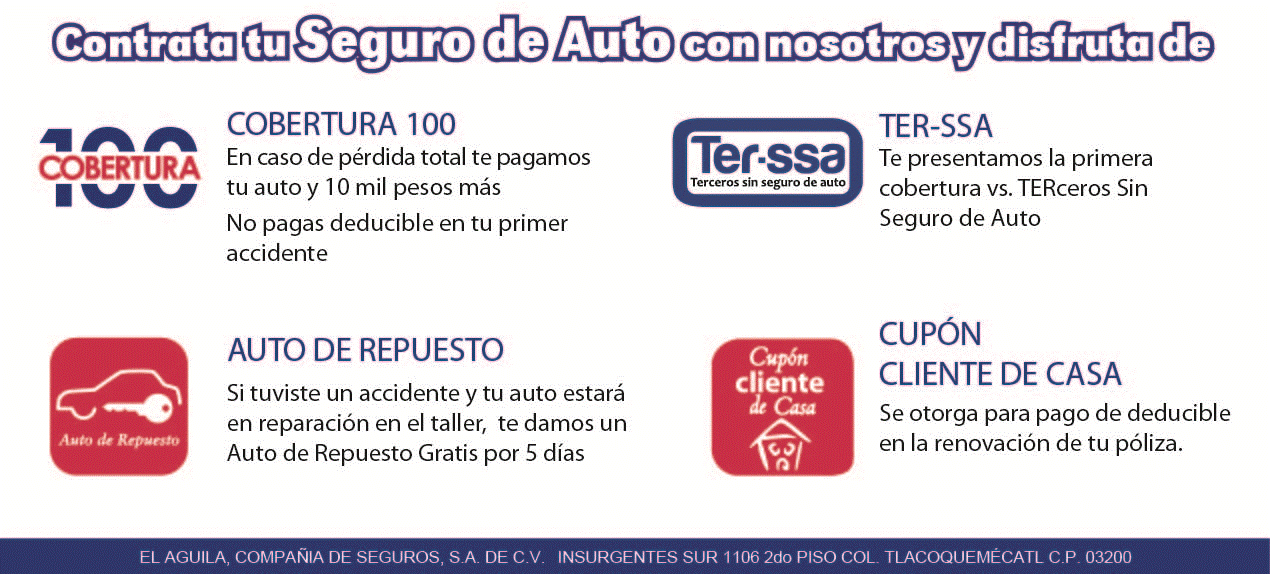 Contrata tu Seguro de Auto con nosotros y disfruta de
100
COBERTURA
COBERTURA 100
En caso de pérdida total te pagamos
tu auto y 10 mil pesos más
No pagas deducible en tu primer
accidente
Ter-ssa
Terceros sin seguro de auto
TER-SSA
Te presentamos la primera
cobertura vs. TERceros Sin
Seguro de Auto
Auto de Repuesto
AUTO DE REPUESTO
Si tuviste un accidente y tu auto estará
en reparación en el taller, te damos un
Auto de Repuesto Gratis por 5 días
Cupón
cliente
de Casa
CUPÓN
CLIENTE DE CASA
Se otorga para pago de deducible
en la renovación de tu póliza.
EL AGUILA, COMPAÑIA DE SEGUROS, S.A. DE C.V. INSURGENTES SUR 1106 2do PISO COL. TLACOQUEMÉCATL C.P. 03200